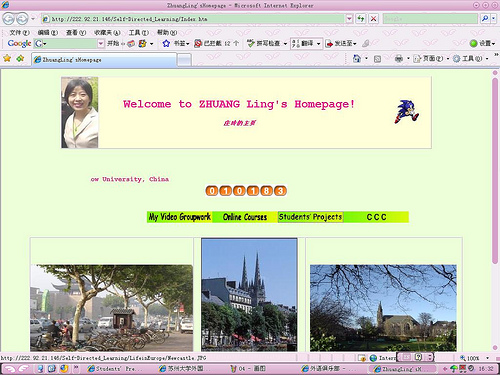 ZhuangLing'sHomepage - Microsoft Internet Explorer
http://222.92.21.146/Self-Directed_Learning/Index.htm
Google
文件(F) 编辑(E) 查看(V) 收藏夹(A) 工具(T) 帮助(H)
Google 开始 书签 已拦截 12 个 拼写检查 翻译 发送至 设置
ZhuangLing'sHomepage 页面(P) 工具(O)
Welcome to ZHUANG Ling's Homepage!
庄玲的主页
ow University, China
010183
My Video Groupwork Online Courses Students' Projects C C C
http://222.92.21.146/Self-Directed_Learning/LifeinEurope/Newcastle.JPG Intern 100%
Students' Pre 苏州大学外国 04 - 画图 外语俱乐部 - ZhuangLing'sH 16:32